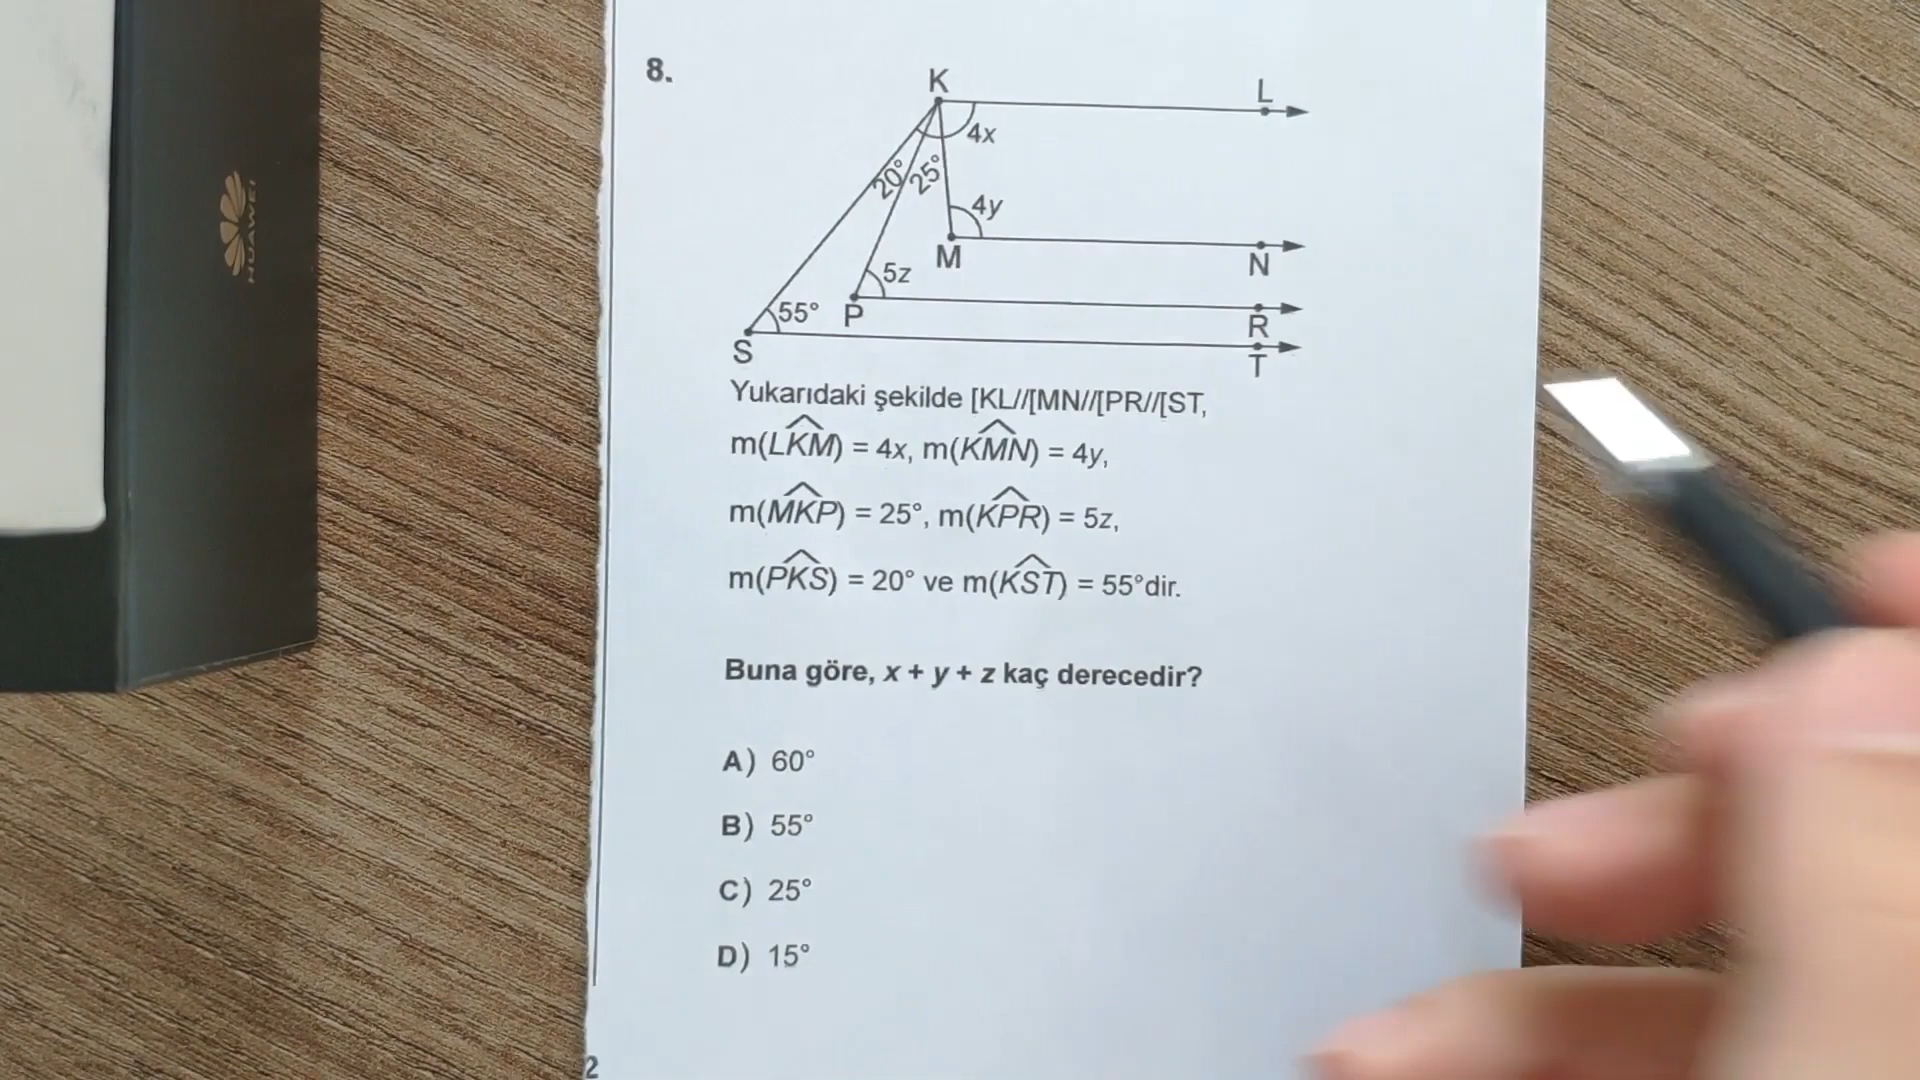 HUAWEI
8.
K
L
4x
20°
25°
4y
M
N
5z
P
R
55°
S
T
Yukarıdaki şekilde [KL//[MN//[PR//[ST,
m(LKM) = 4x, m(KMN) = 4y,
m(MKP) = 25°, m(KPR) = 5z,
m(PKS) = 20° ve m(KST) = 55°dir.
Buna göre, x + y + z kaç derecedir?
A) 60°
B) 55°
C) 25°
D) 15°
2